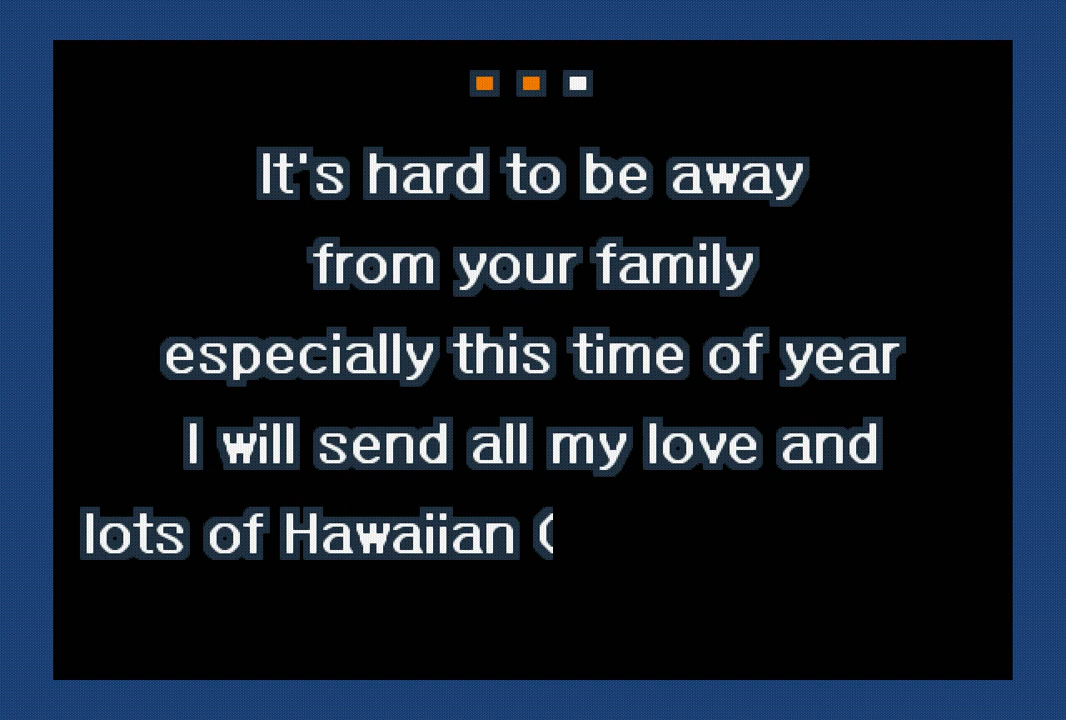 It's hard to be away
from your family
especially this time of year
I will send all my love and
lots of Hawaiian